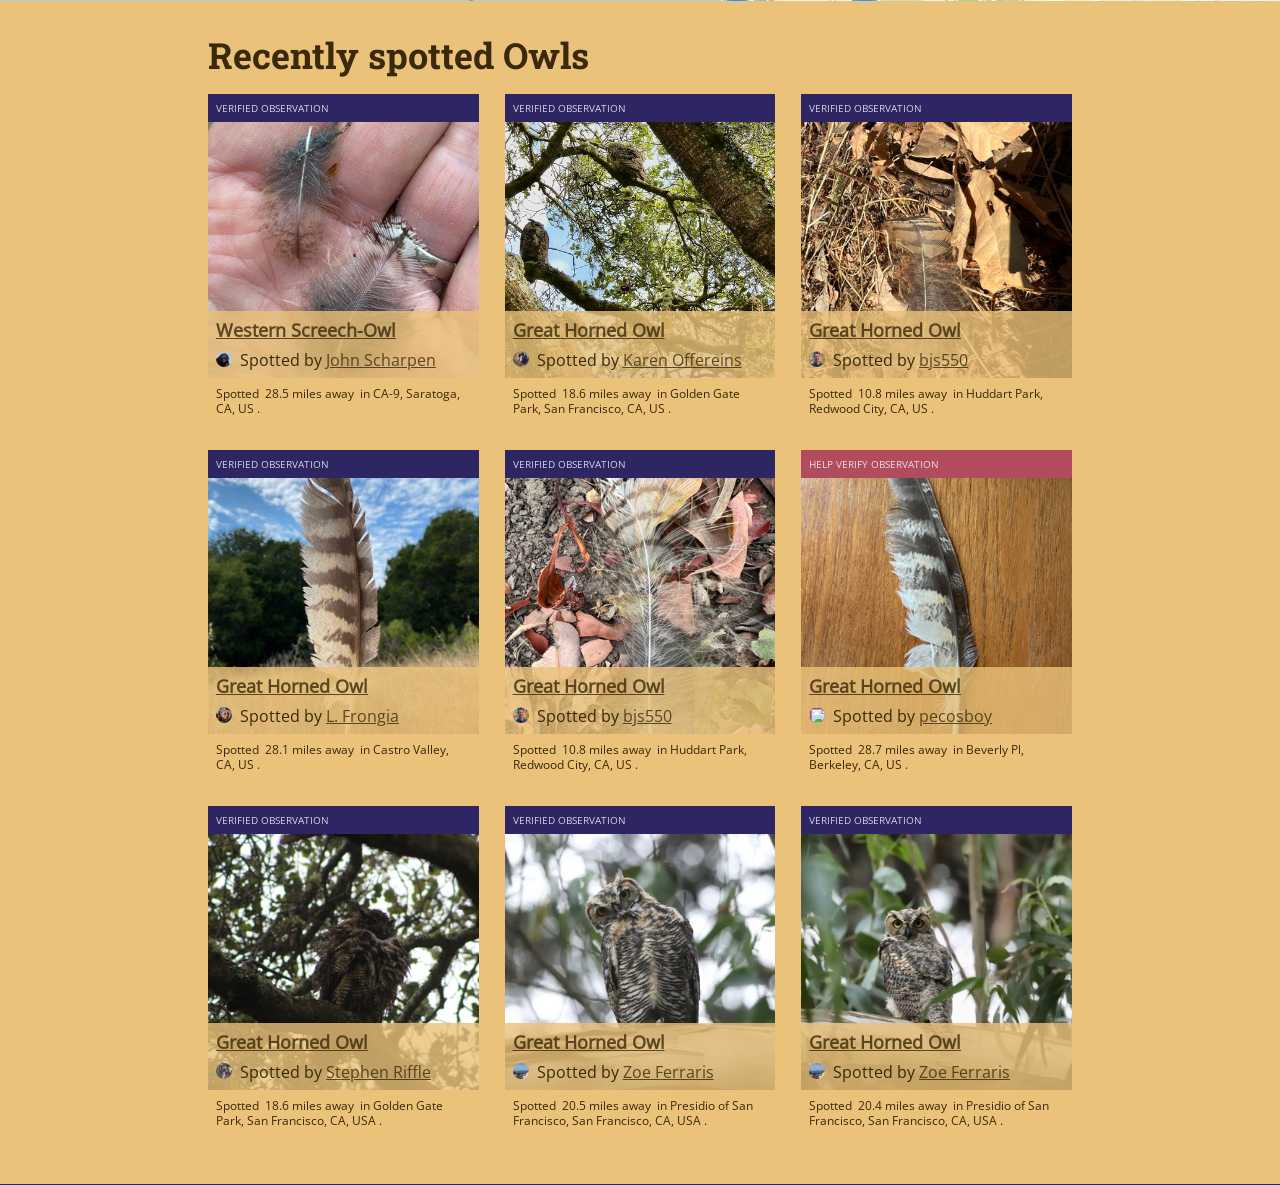 Recently spotted Owls
VERIFIED OBSERVATION
Western Screech-Owl
Spotted by John Scharpen
Spotted 28.5 miles away in CA-9, Saratoga,
CA, US .
VERIFIED OBSERVATION
Great Horned Owl
Spotted by Karen Offereins
Spotted 18.6 miles away in Golden Gate
Park, San Francisco, CA, US .
VERIFIED OBSERVATION
Great Horned Owl
Spotted by bjs550
Spotted 10.8 miles away in Huddart Park,
Redwood City, CA, US .
VERIFIED OBSERVATION
Great Horned Owl
Spotted by L. Frongia
Spotted 28.1 miles away in Castro Valley,
CA, US .
VERIFIED OBSERVATION
Great Horned Owl
Spotted by bjs550
Spotted 10.8 miles away in Huddart Park,
Redwood City, CA, US .
HELP VERIFY OBSERVATION
Great Horned Owl
Spotted by pecosboy
Spotted 28.7 miles away in Beverly Pl,
Berkeley, CA, US .
VERIFIED OBSERVATION
Great Horned Owl
Spotted by Stephen Riffle
Spotted 18.6 miles away in Golden Gate
Park, San Francisco, CA, USA .
VERIFIED OBSERVATION
Great Horned Owl
Spotted by Zoe Ferraris
Spotted 20.5 miles away in Presidio of San
Francisco, San Francisco, CA, USA .
VERIFIED OBSERVATION
Great Horned Owl
Spotted by Zoe Ferraris
Spotted 20.4 miles away in Presidio of San
Francisco, San Francisco, CA, USA .